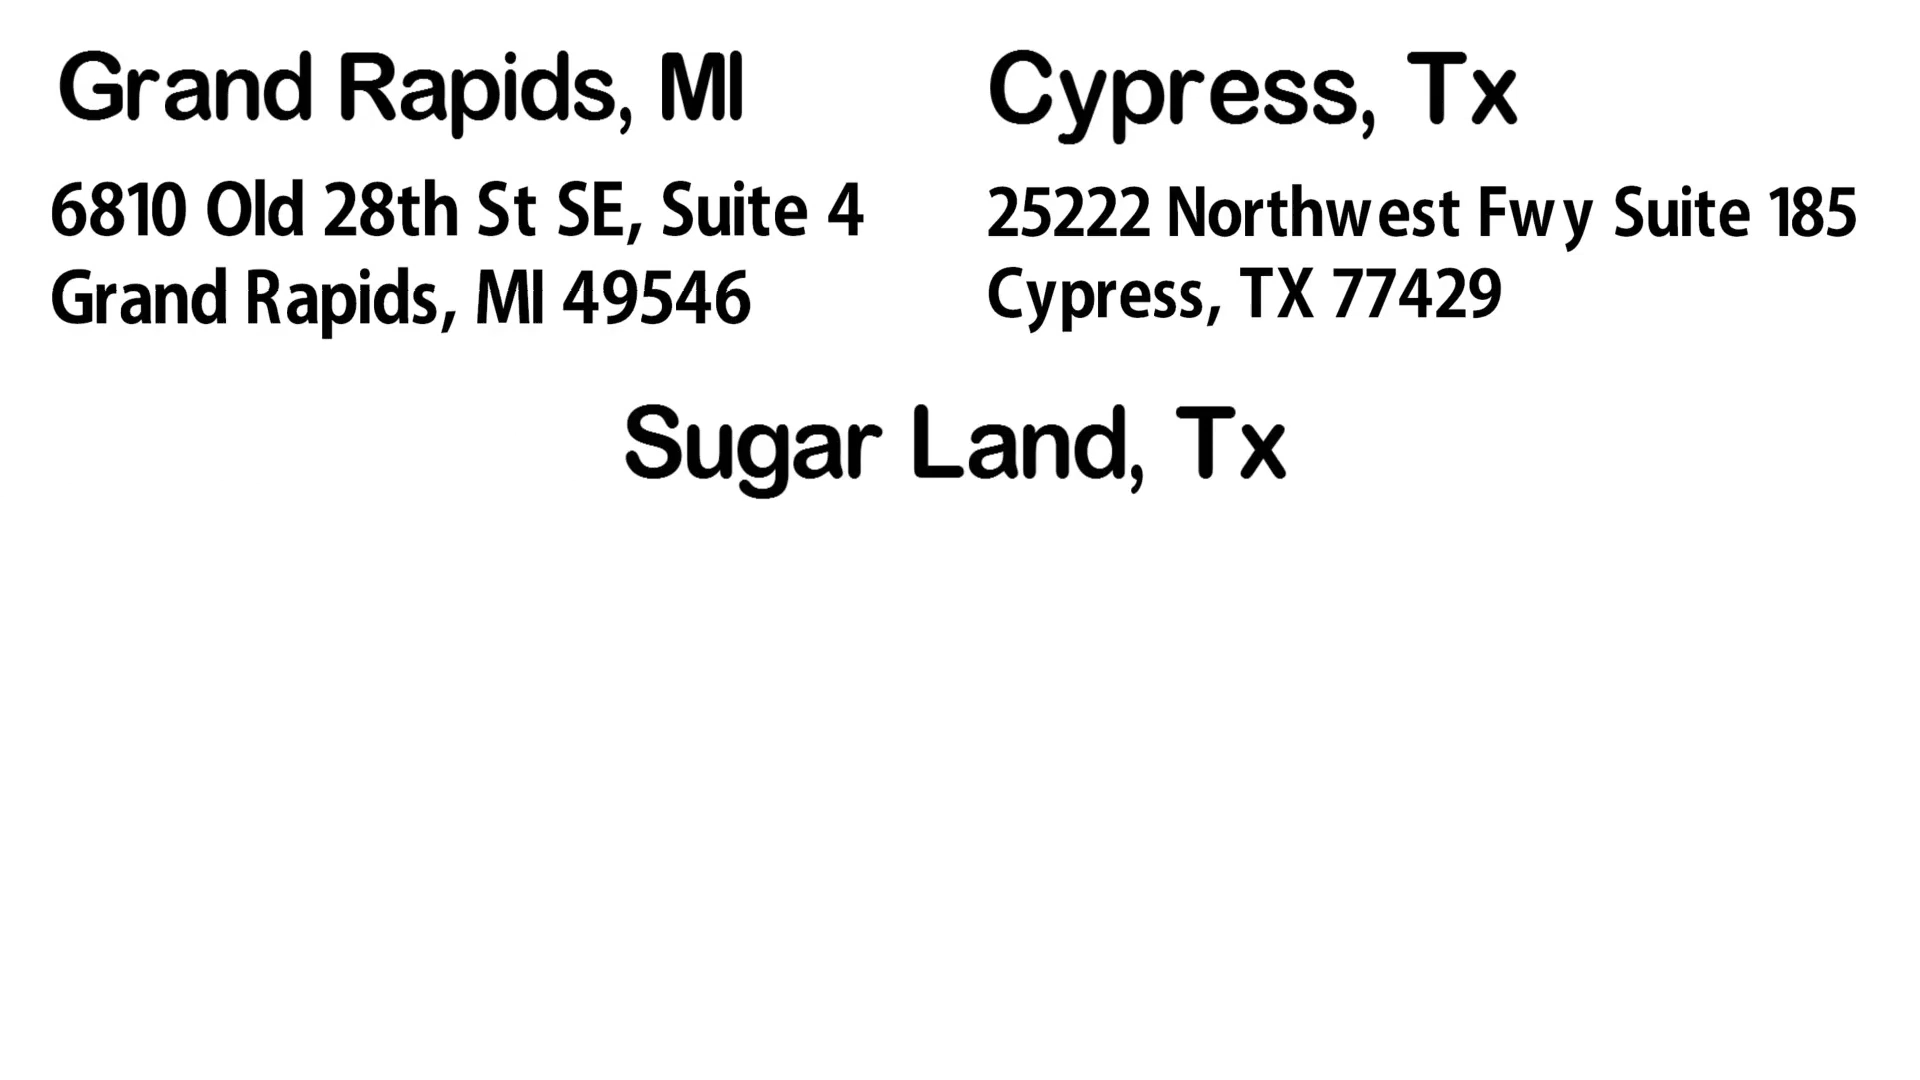 Grand Rapids, MI
6810 Old 28th St SE, Suite 4
Grand Rapids, MI 49546
Cypress, Tx
25222 Northwest Fwy Suite 185
Cypress, TX 77429
Sugar Land, Tx